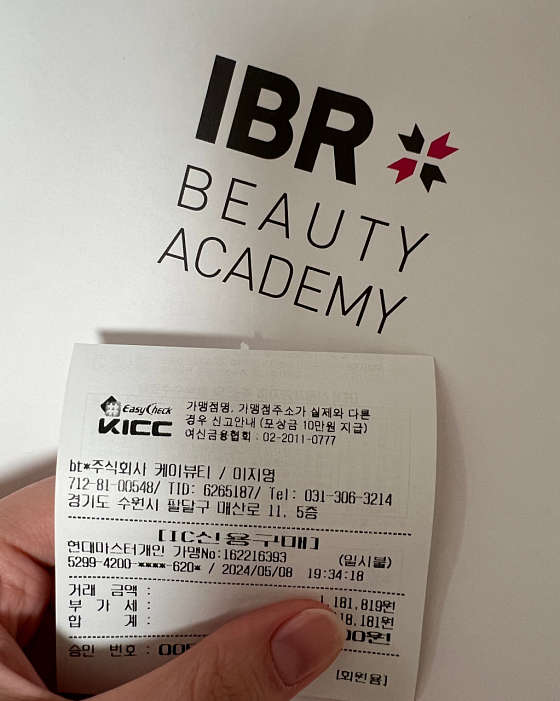 IBR
BEAUTY
ACADEMY
EasyCheck
KICC
가맹점명, 가맹점주소가 실제와 다른
경우 신고안내 (포상금 10만원 지급)
여신금융협회 : 02-2011-0777
bt*주식회사 케이뷰티 / 이지영
712-81-00548/ TID: 6265187/ Tel: 031-306-3214
경기도 수원시 팔달구 매산로 11, 5층
[IC신용구매]
현대마스터개인 가맹No:162216393 (일시불)
5299-4200-****-620* / 2024/05/08 19:34:18
거래 금액 : 1,181,819원
부 가 세 : 18,181원
합 계 : 00원
승인 번호 :
[회원용]